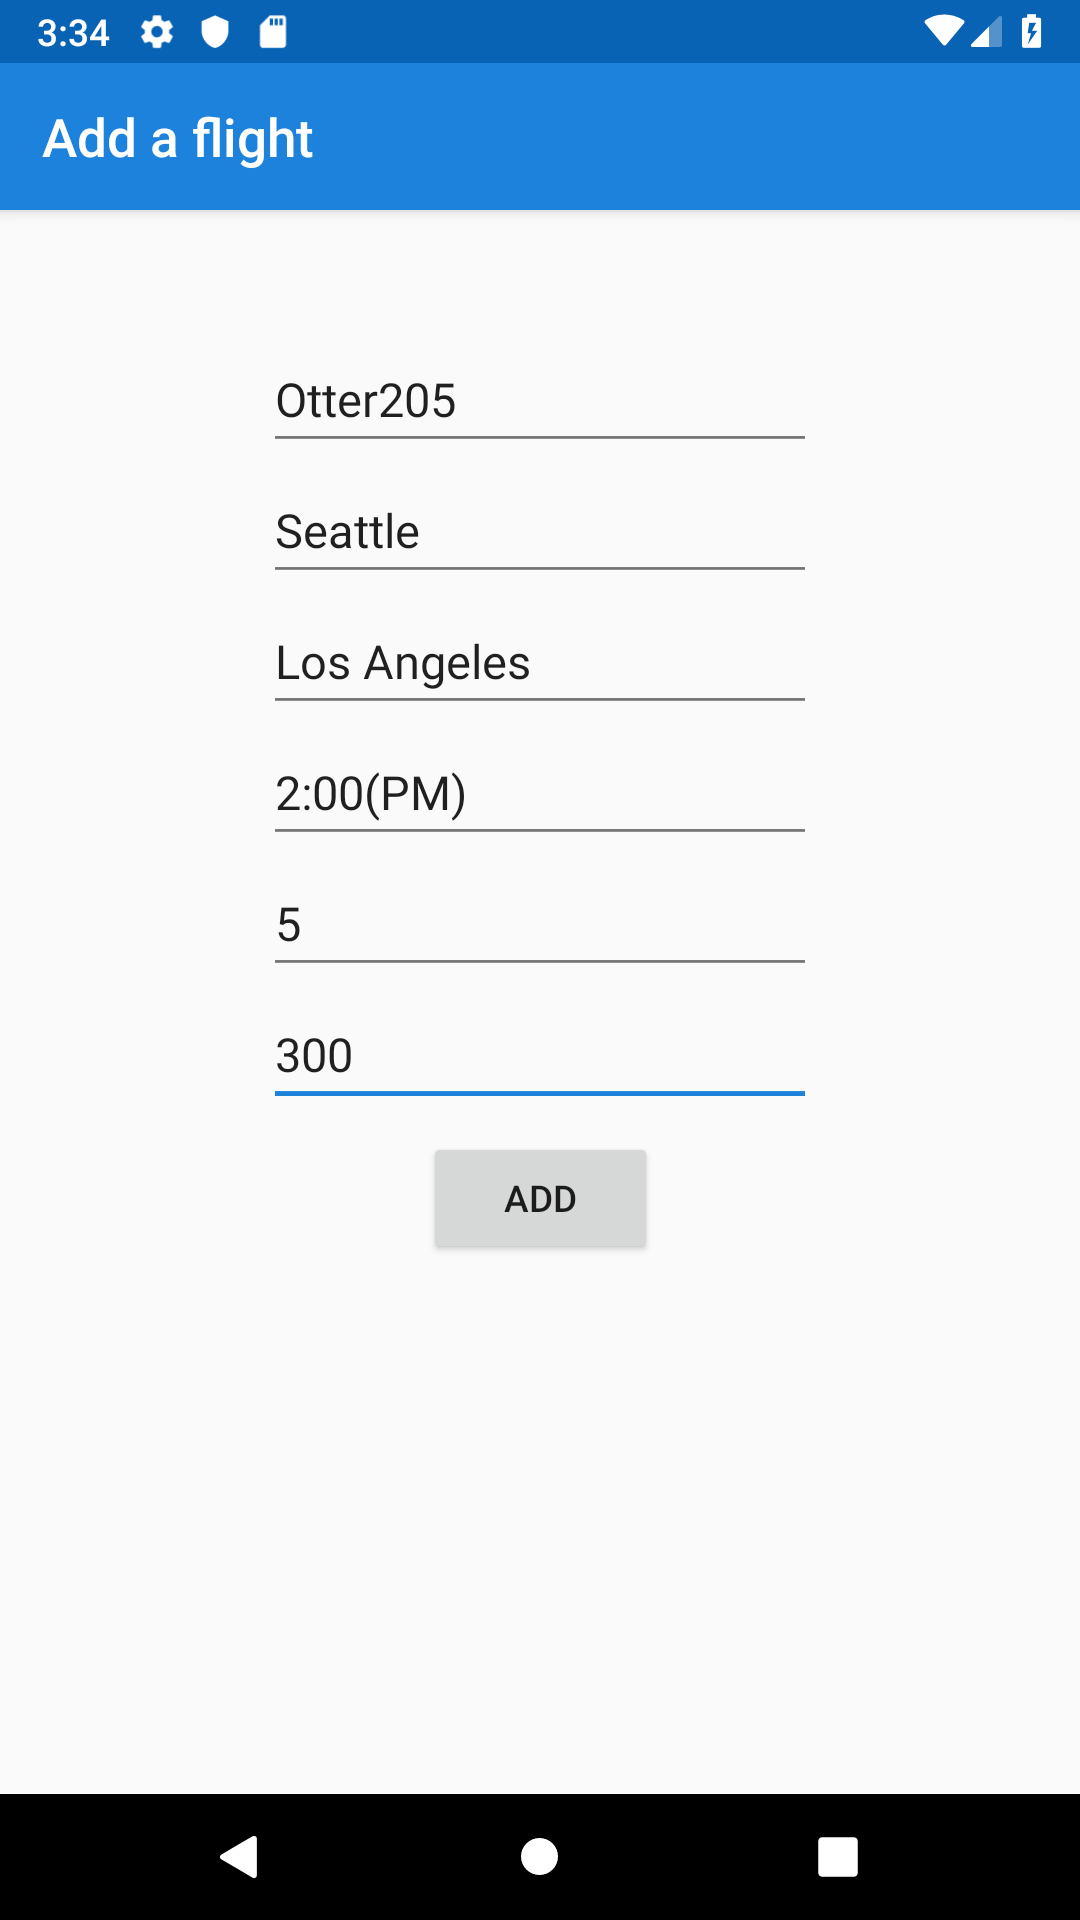 3:34
Add a flight
Otter205
Seattle
Los Angeles
2:00(PM)
5
300
ADD